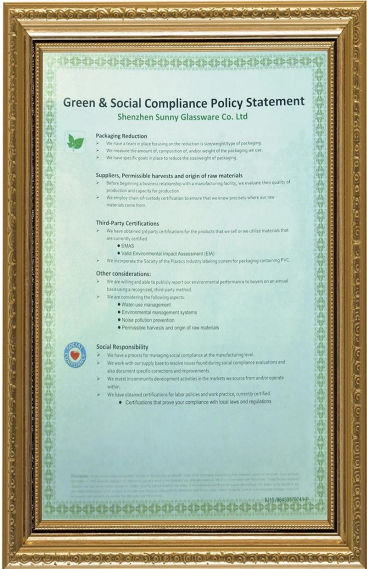 Green & Social Compliance Policy Statement
Shenzhen Sunny Glassware Co. Ltd
Packaging Reduction
We have a team in place focusing on the reduction is size/weight/type of packaging.
We measure the amount of, composition of, and/or weight of the packaging we use.
We have specific goals in place to reduce the size/weight of packaging.
Suppliers, Permissible harvests and origin of raw materials
Before beginning a business relationship with a manufacturing facility, we evaluate their quality of
production and capacity for production.
We employ chain-of-custody certification to ensure that we know precisely where our raw
materials come from.
Third-Party Certifications
We have obtained 3rd party certifications for the products that we sell or we utilize materials that
are currently certified.
EMAS
Valid Environmental Impact Assessment (EIA)
We incorporate the Society of the Plastics Industry labeling system for packaging containing PVC.
Other considerations:
We are willing and able to publicly report our environmental performance to buyers on an annual
basis using a recognized, third-party method.
We are considering the following aspects:
Water-use management
Environmental management systems
Noise pollution prevention
Permissible harvests and origin of raw materials
Social Responsibility
We have a process for managing social compliance at the manufacturing level.
We work with our supply base to resolve issues found during social compliance evaluations and
also document specific corrections and improvements.
We invest in community development activities in the markets we source from and/or operate
within.
We have obtained certifications for labor policies and work practice, currently certified.
Certifications that prove your compliance with local laws and regulations